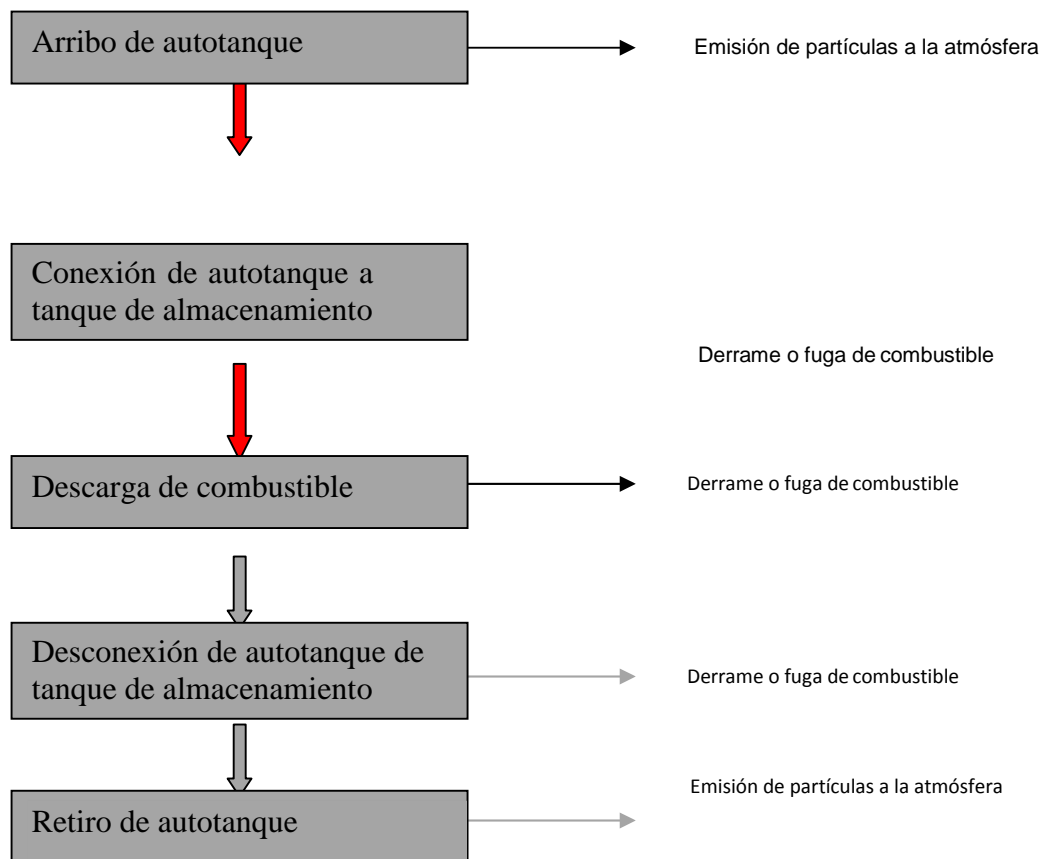 Arribo de autotanque
Emisión de partículas a la atmósfera
Conexión de autotanque a
tanque de almacenamiento
Derrame o fuga de combustible
Descarga de combustible
Derrame o fuga de combustible
Desconexión de autotanque de
tanque de almacenamiento
Derrame o fuga de combustible
Emisión de partículas a la atmósfera
Retiro de autotanque